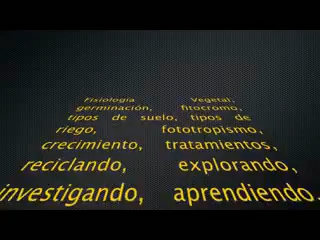 Fisiología Vegetal,
germinación, fitocromo,
tipos de suelo, tipos de
riego, fototropismo,
crecimiento, tratamientos,
reciclando, explorando,
investigando, aprendiendo.